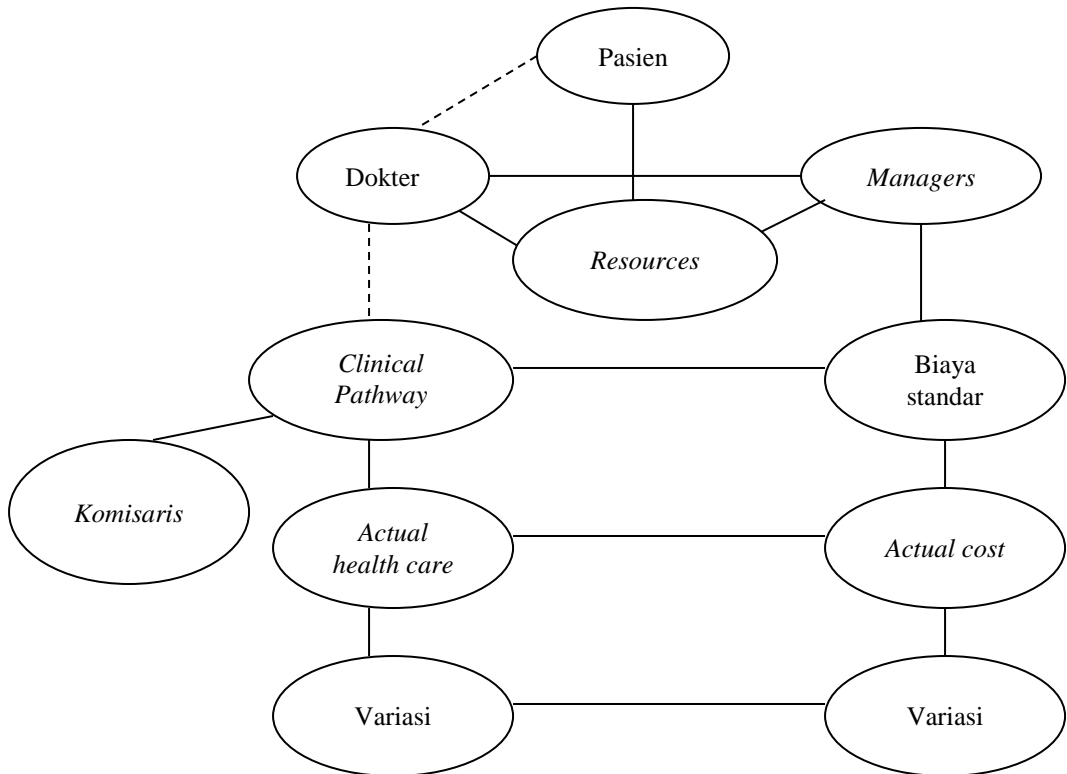 Pasien
Dokter
Managers
Resources
Clinical
Pathway
Biaya
standar
Komisaris
Actual
health care
Actual cost
Variasi
Variasi